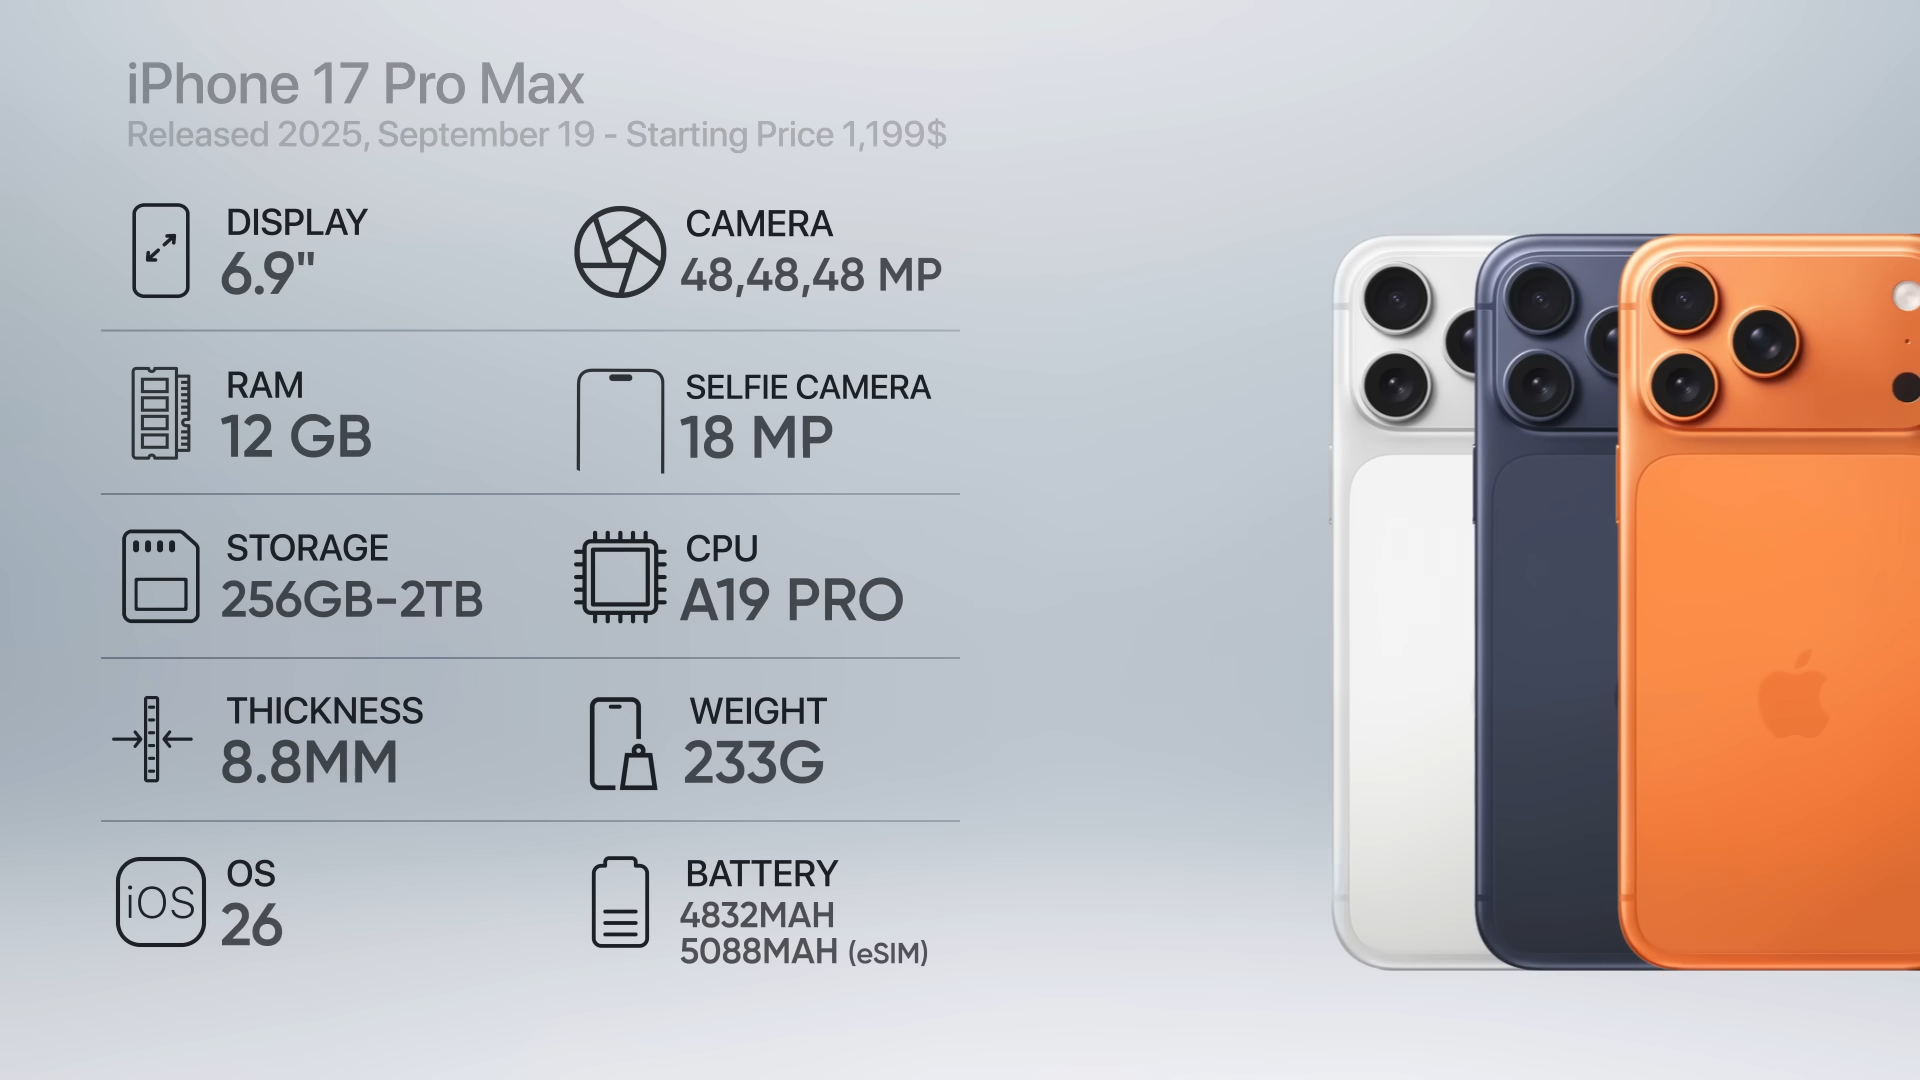 iPhone 17 Pro Max
Released 2025, September 19 - Starting Price 1,199$
DISPLAY
6.9"
CAMERA
48,48,48 MP
RAM
12 GB
SELFIE CAMERA
18 MP
STORAGE
256GB-2TB
CPU
A19 PRO
THICKNESS
8.8MM
WEIGHT
233G
iOS
OS
26
BATTERY
4832MAH
5088MAH (eSIM)